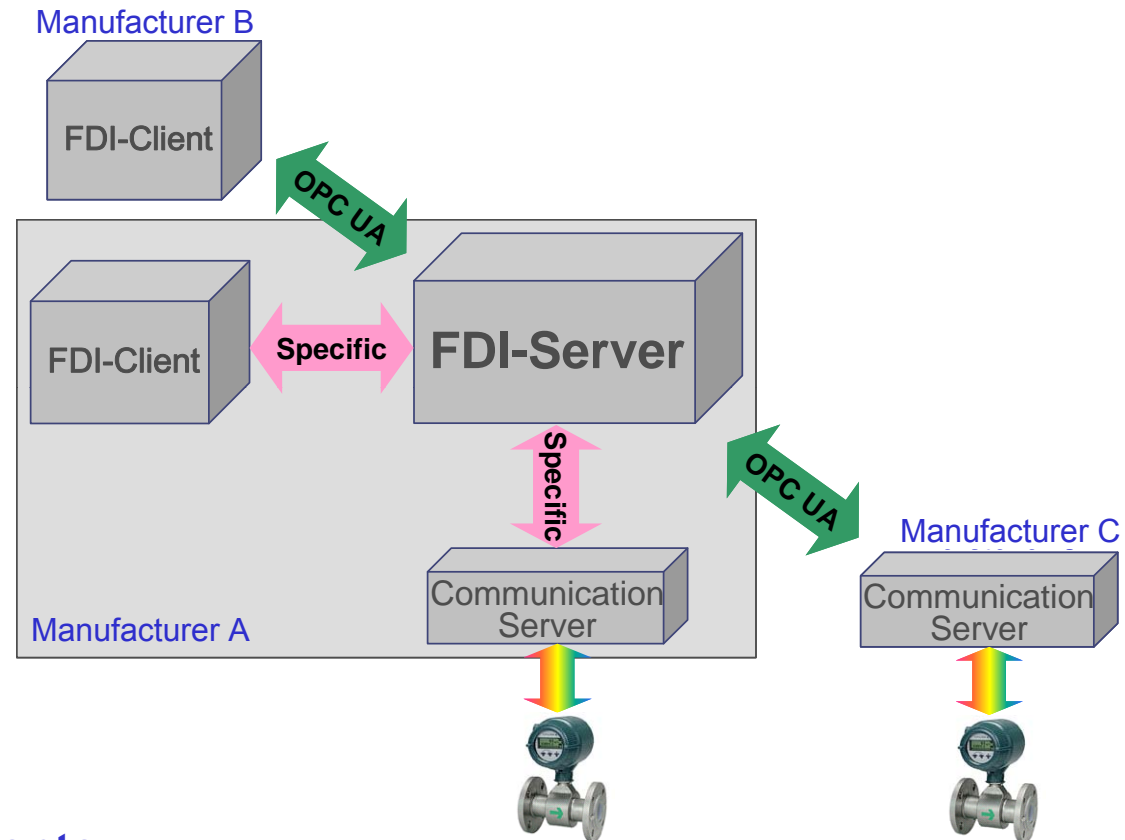 Manufacturer B
FDI-Client
OPC UA
FDI-Client
Specific
FDI-Server
Specific
OPC UA
Manufacturer C
Communication
Server
Communication
Server
Manufacturer A